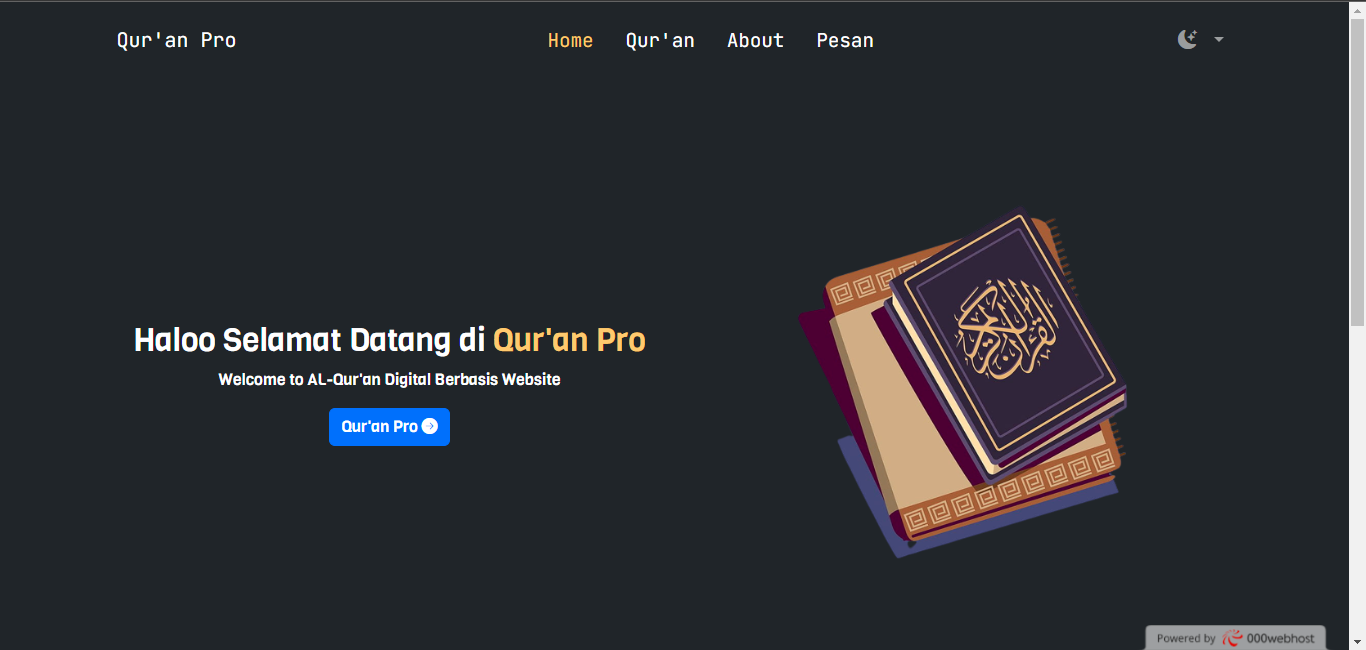 Qur'an Pro
Home Qur'an About Pesan
Haloo Selamat Datang di Qur'an Pro
Welcome to AL-Qur'an Digital Berbasis Website
Qur'an Pro
القرآن الكريم
Powered by 000webhost